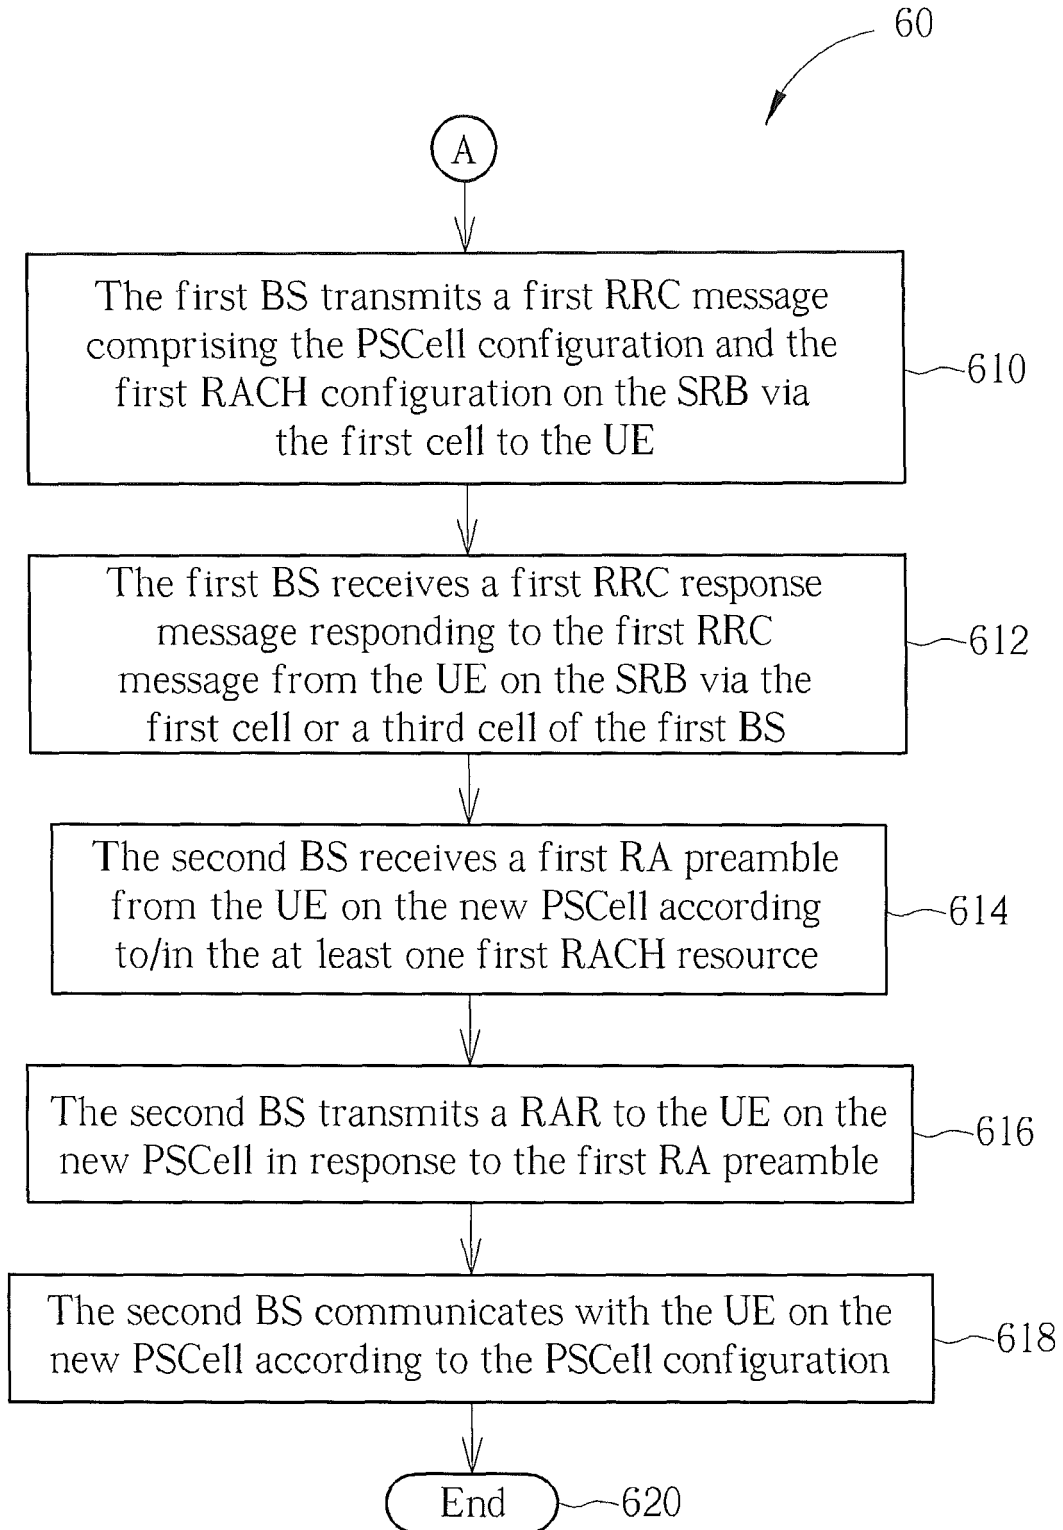 60
A
The first BS transmits a first RRC message
comprising the PSCell configuration and the
first RACH configuration on the SRB via
the first cell to the UE
610
The first BS receives a first RRC response
message responding to the first RRC
message from the UE on the SRB via the
first cell or a third cell of the first BS
612
The second BS receives a first RA preamble
from the UE on the new PSCell according
to/in the at least one first RACH resource
614
The second BS transmits a RAR to the UE on the
new PSCell in response to the first RA preamble
616
The second BS communicates with the UE on the
new PSCell according to the PSCell configuration
618
End
620